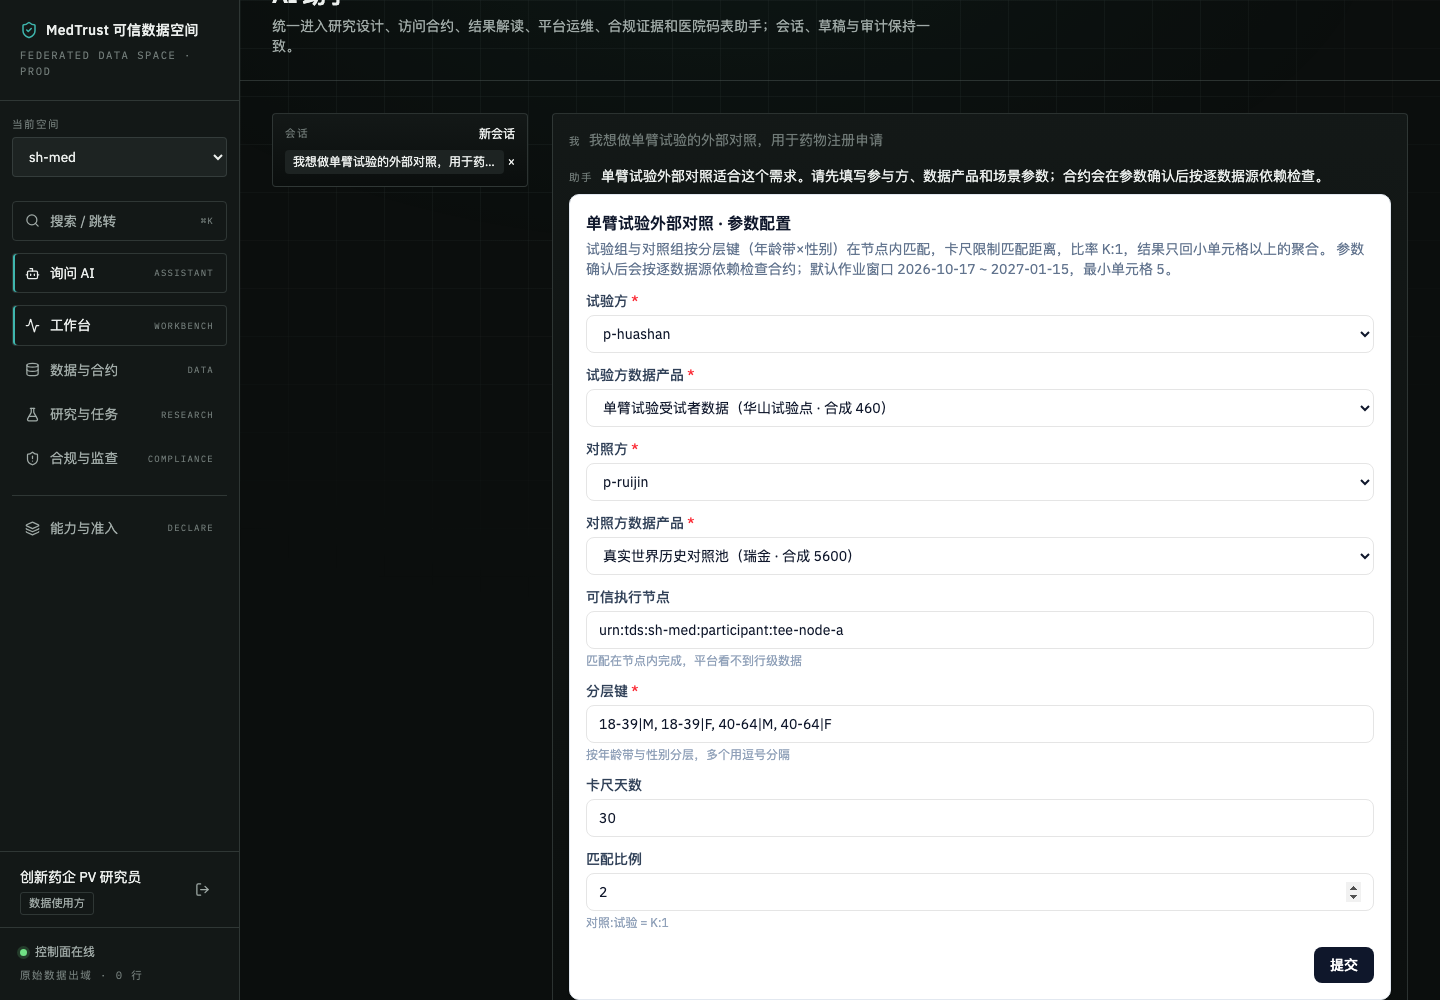 MedTrust 可信数据空间
FEDERATED DATA SPACE ·
PROD
当前空间
sh-med
搜索 / 跳转 ⌘K
询问 AI ASSISTANT
工作台 WORKBENCH
数据与合约 DATA
研究与任务 RESEARCH
合规与监查 COMPLIANCE
能力与准入 DECLARE
创新药企 PV 研究员
数据使用方
控制面在线
原始数据出域 · 0 行
AI 助手
统一进入研究设计、访问合约、结果解读、平台运维、合规证据和医院码表助手；会话、草稿与审计保持一
致。
会话 新会话
我想做单臂试验的外部对照，用于药... ×
我 我想做单臂试验的外部对照，用于药物注册申请
助手 单臂试验外部对照适合这个需求。请先填写参与方、数据产品和场景参数；合约会在参数确认后按逐数据源依赖检查。
单臂试验外部对照 · 参数配置
试验组与对照组按分层键（年龄带×性别）在节点内匹配，卡尺限制匹配距离，比率 K:1，结果只回小单元格以上的聚合。 参数
确认后会按逐数据源依赖检查合约；默认作业窗口 2026-10-17 ~ 2027-01-15，最小单元格 5。
试验方 *
p-huashan
试验方数据产品 *
单臂试验受试者数据（华山试验点 · 合成 460）
对照方 *
p-ruijin
对照方数据产品 *
真实世界历史对照池（瑞金 · 合成 5600）
可信执行节点
urn:tds:sh-med:participant:tee-node-a
匹配在节点内完成，平台看不到行级数据
分层键 *
18-39|M, 18-39|F, 40-64|M, 40-64|F
按年龄带与性别分层，多个用逗号分隔
卡尺天数
30
匹配比例
2
对照:试验 = K:1
提交